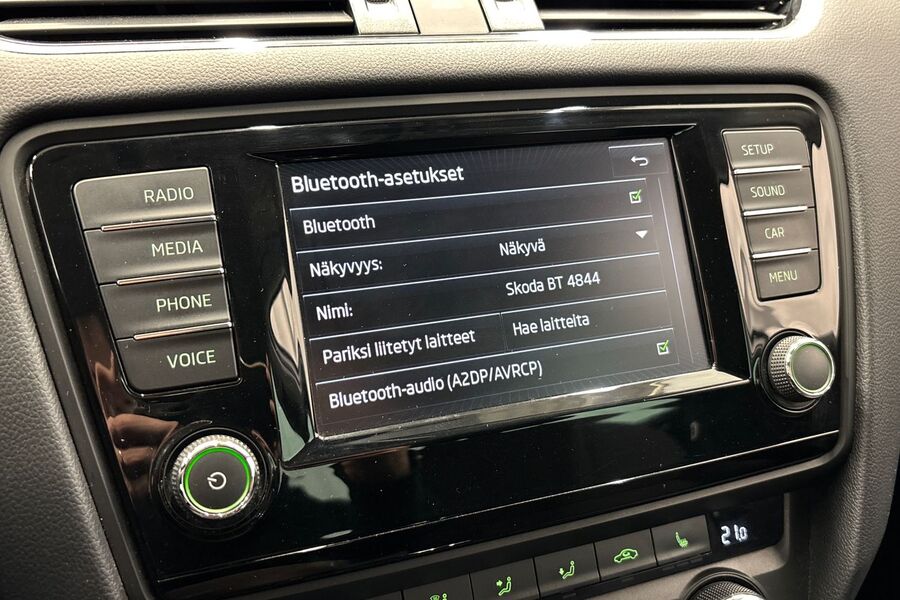 RADIO
MEDIA
PHONE
VOICE
Bluetooth-asetukset
Bluetooth
Näkyvyys: Näkyvä
Nimi: Skoda BT 4844
Pariksi liitetyt laitteet Hae laitteita
Bluetooth-audio (A2DP/AVRCP)
SETUP
SOUND
CAR
MENU
21.0